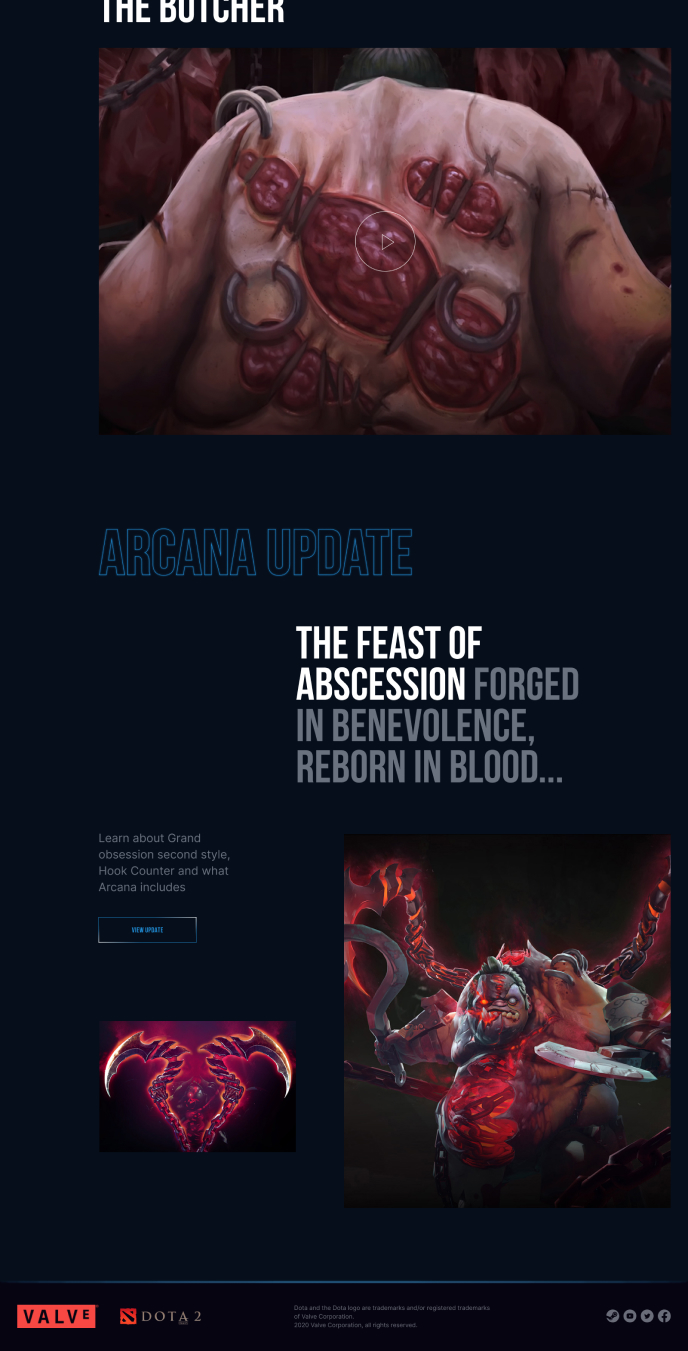 THE BUTCHER
ARCANA UPDATE
THE FEAST OF
ABSCESSION FORGED
IN BENEVOLENCE,
REBORN IN BLOOD...
Learn about Grand
obsession second style,
Hook Counter and what
Arcana includes
VIEW UPDATE
VALVE
DOTA 2
Dota and the Dota logo are trademarks and/or registered trademarks
of Valve Corporation.
2020 Valve Corporation, all rights reserved.